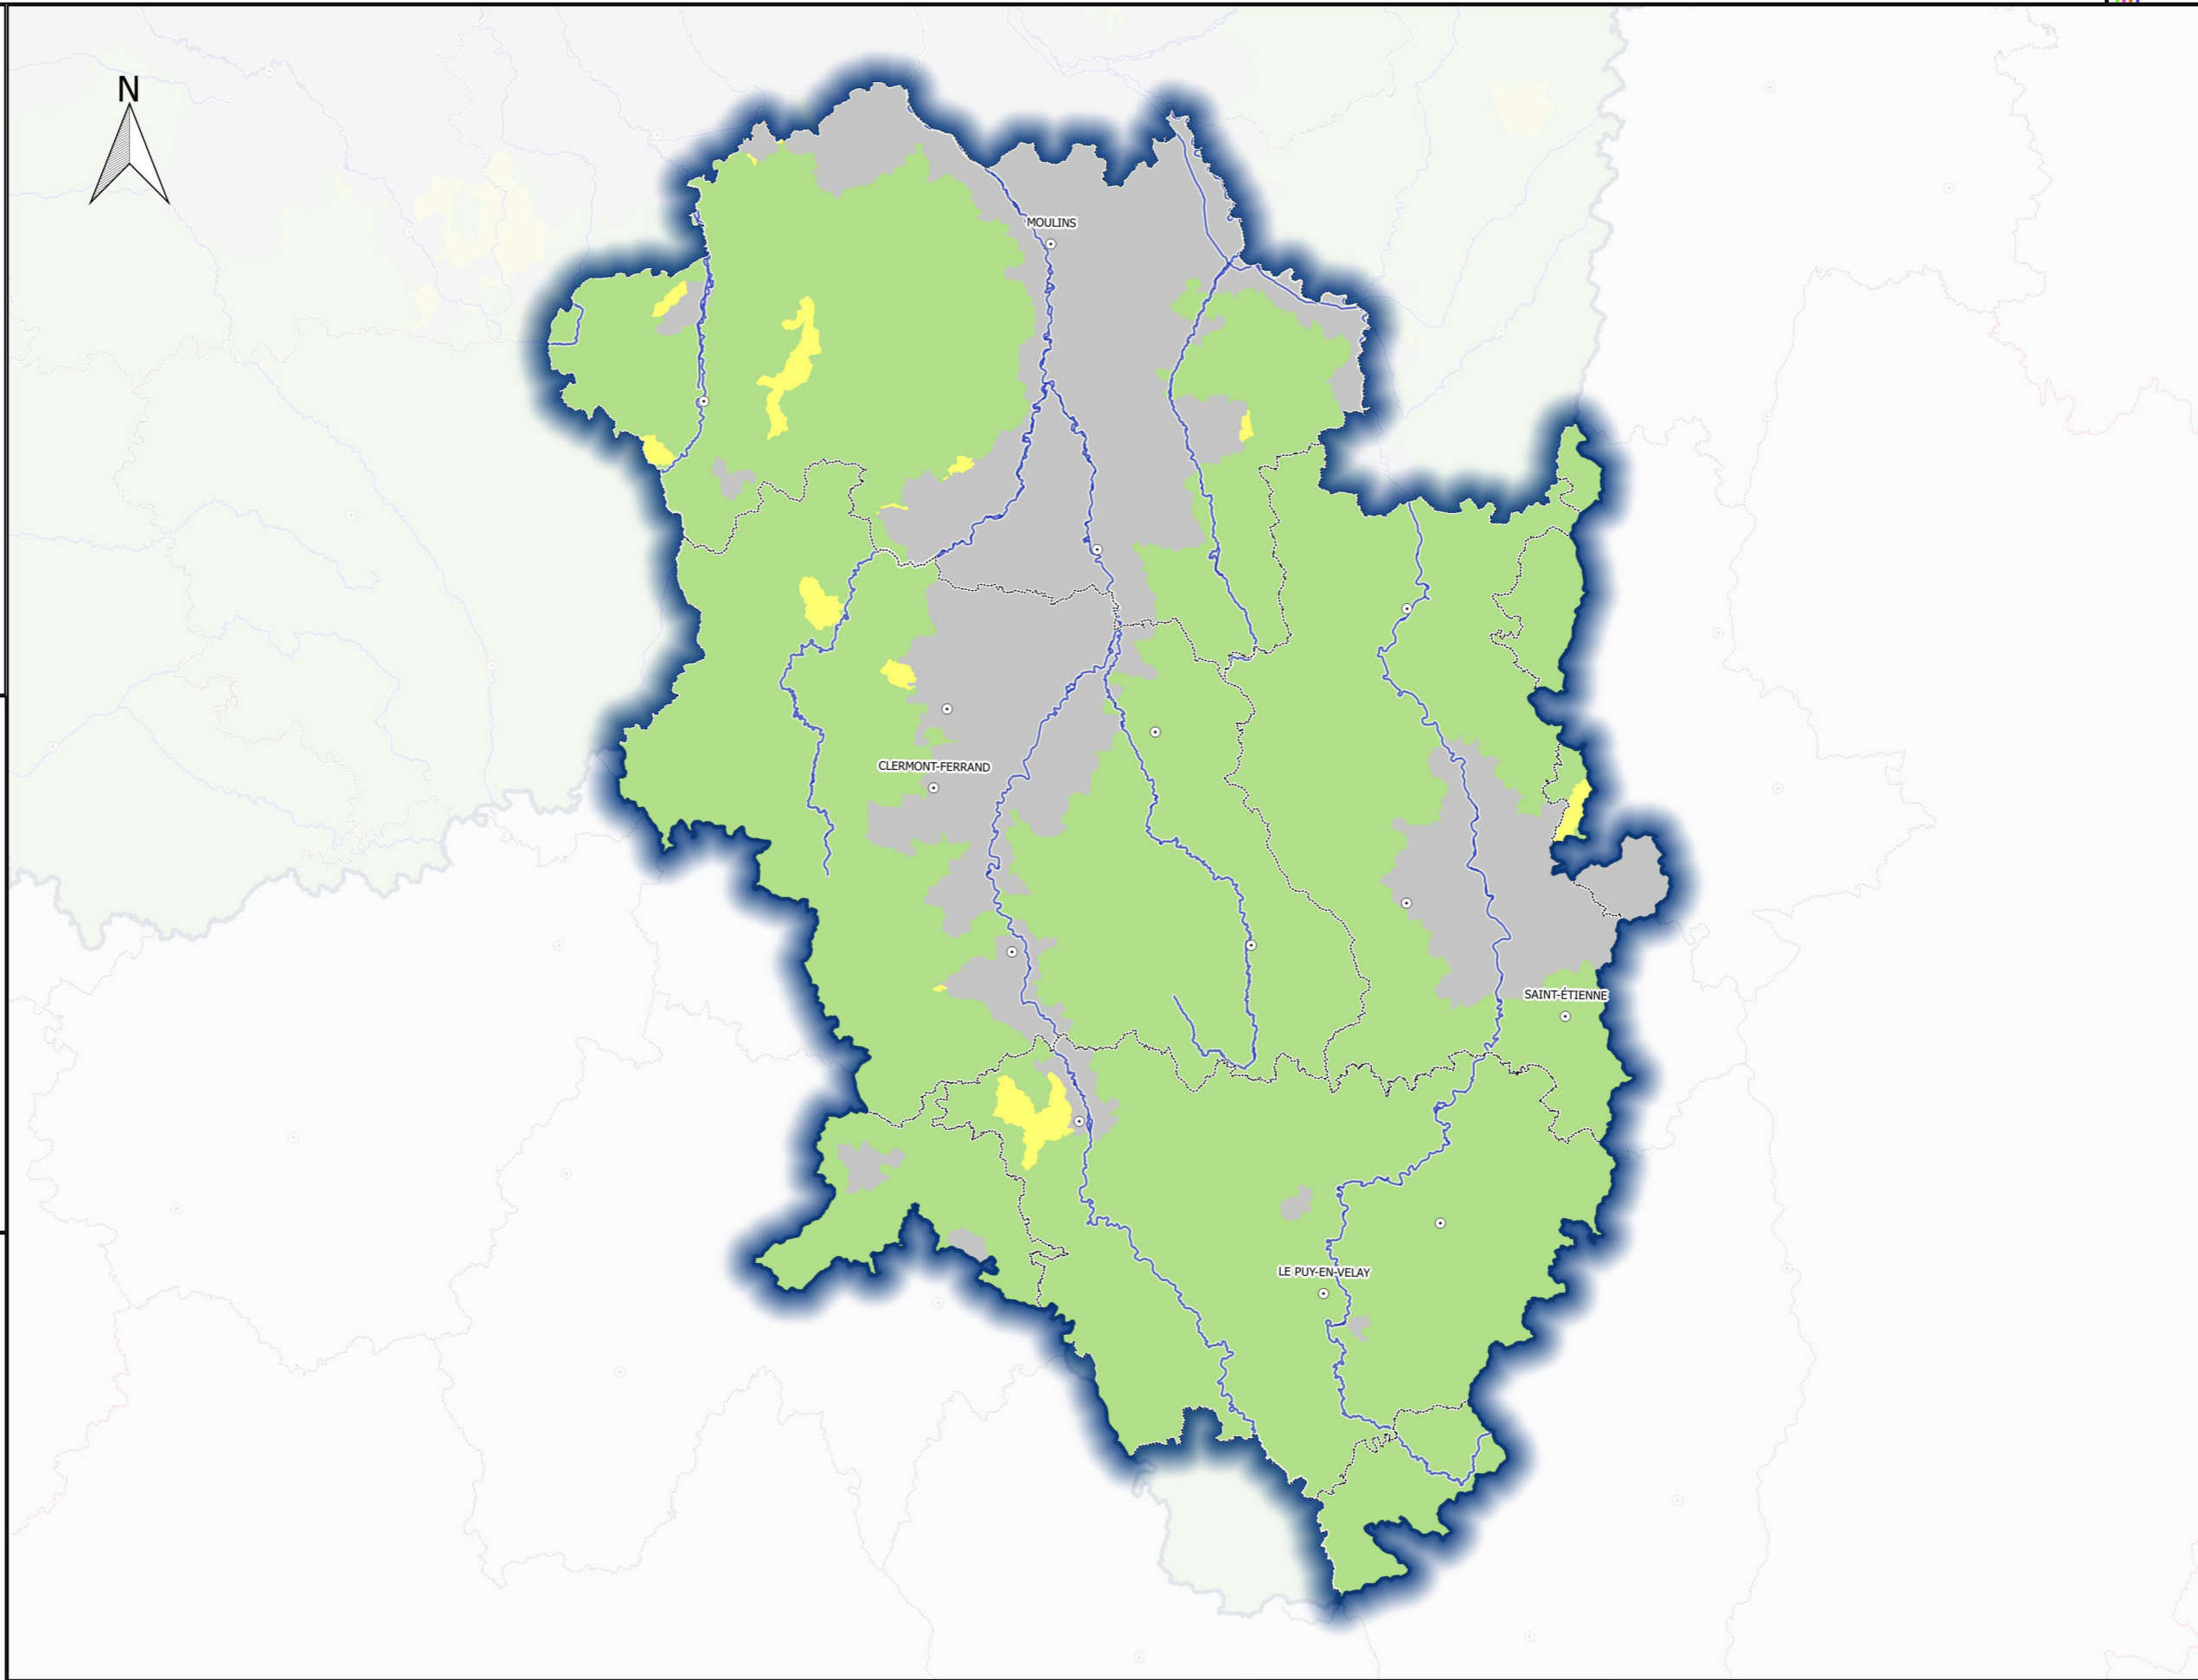 N
MOULINS
CLERMONT-FERRAND
SAINT-ÉTIENNE
LE PUY-EN-VELAY